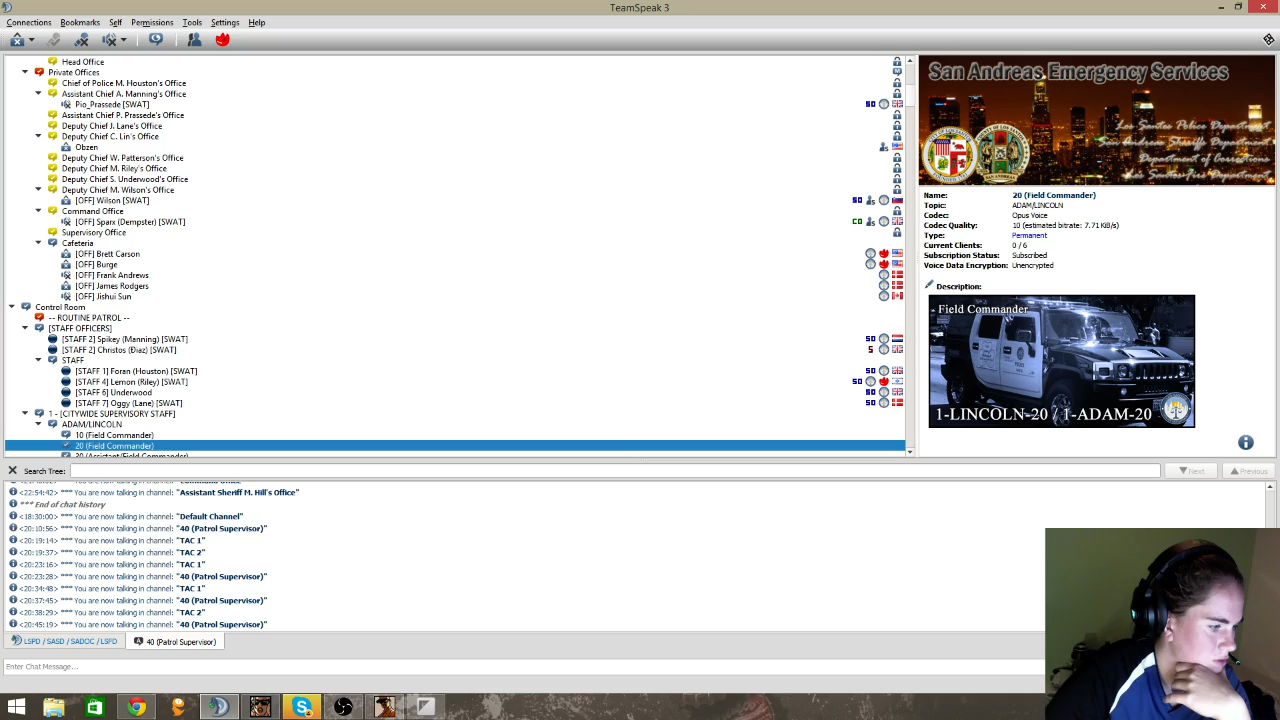 TeamSpeak 3
Connections Bookmarks Self Permissions Tools Settings Help
Head Office
Private Offices
Chief of Police M. Houston's Office
Assistant Chief A. Manning's Office
Pio_Prassede [SWAT]
Assistant Chief P. Prassede's Office
Deputy Chief J. Lane's Office
Deputy Chief C. Lin's Office
Obzen
Deputy Chief W. Patterson's Office
Deputy Chief M. Riley's Office
Deputy Chief S. Underwood's Office
Deputy Chief M. Wilson's Office
[OFF] Wilson [SWAT]
Command Office
[OFF] Sparx (Dempster) [SWAT]
Supervisory Office
Cafeteria
[OFF] Brett Carson
[OFF] Burge
[OFF] Frank Andrews
[OFF] James Rodgers
[OFF] Jishui Sun
Control Room
-- ROUTINE PATROL --
[STAFF OFFICERS]
[STAFF 2] Spikey (Manning) [SWAT]
[STAFF 2] Christos (Díaz) [SWAT]
STAFF
[STAFF 1] Foran (Houston) [SWAT]
[STAFF 4] Lemon (Riley) [SWAT]
[STAFF 6] Underwood
[STAFF 7] Oggy (Lane) [SWAT]
1 - [CITYWIDE SUPERVISORY STAFF]
ADAM/LINCOLN
10 (Field Commander)
20 (Field Commander)
San Andreas Emergency Services
Los Santos Police Department
San Andreas Sheriff's Department
Department of Corrections
Los Santos Fire Department
Name: 20 (Field Commander)
Topic: ADAM/LINCOLN
Codec: Opus Voice
Codec Quality: 10 (estimated bitrate: 7.71 KiB/s)
Type: Permanent
Current Clients: 0 / 6
Subscription Status: Subscribed
Voice Data Encryption: Unencrypted
Description:
Field Commander
1-LINCOLN-20 / 1-ADAM-20
Search Tree: Next Previous
<22:54:42> *** You are now talking in channel: "Assistant Sheriff M. Hill's Office"
*** End of chat history
<18:30:00> *** You are now talking in channel: "Default Channel"
<20:10:56> *** You are now talking in channel: "40 (Patrol Supervisor)"
<20:19:14> *** You are now talking in channel: "TAC 1"
<20:19:37> *** You are now talking in channel: "TAC 2"
<20:23:16> *** You are now talking in channel: "TAC 1"
<20:23:28> *** You are now talking in channel: "40 (Patrol Supervisor)"
<20:34:48> *** You are now talking in channel: "TAC 1"
<20:37:45> *** You are now talking in channel: "40 (Patrol Supervisor)"
<20:38:29> *** You are now talking in channel: "TAC 2"
<20:45:19> *** You are now talking in channel: "40 (Patrol Supervisor)"
LSPD / SASD / SADOC / LSFD 40 (Patrol Supervisor)
Enter Chat Message...